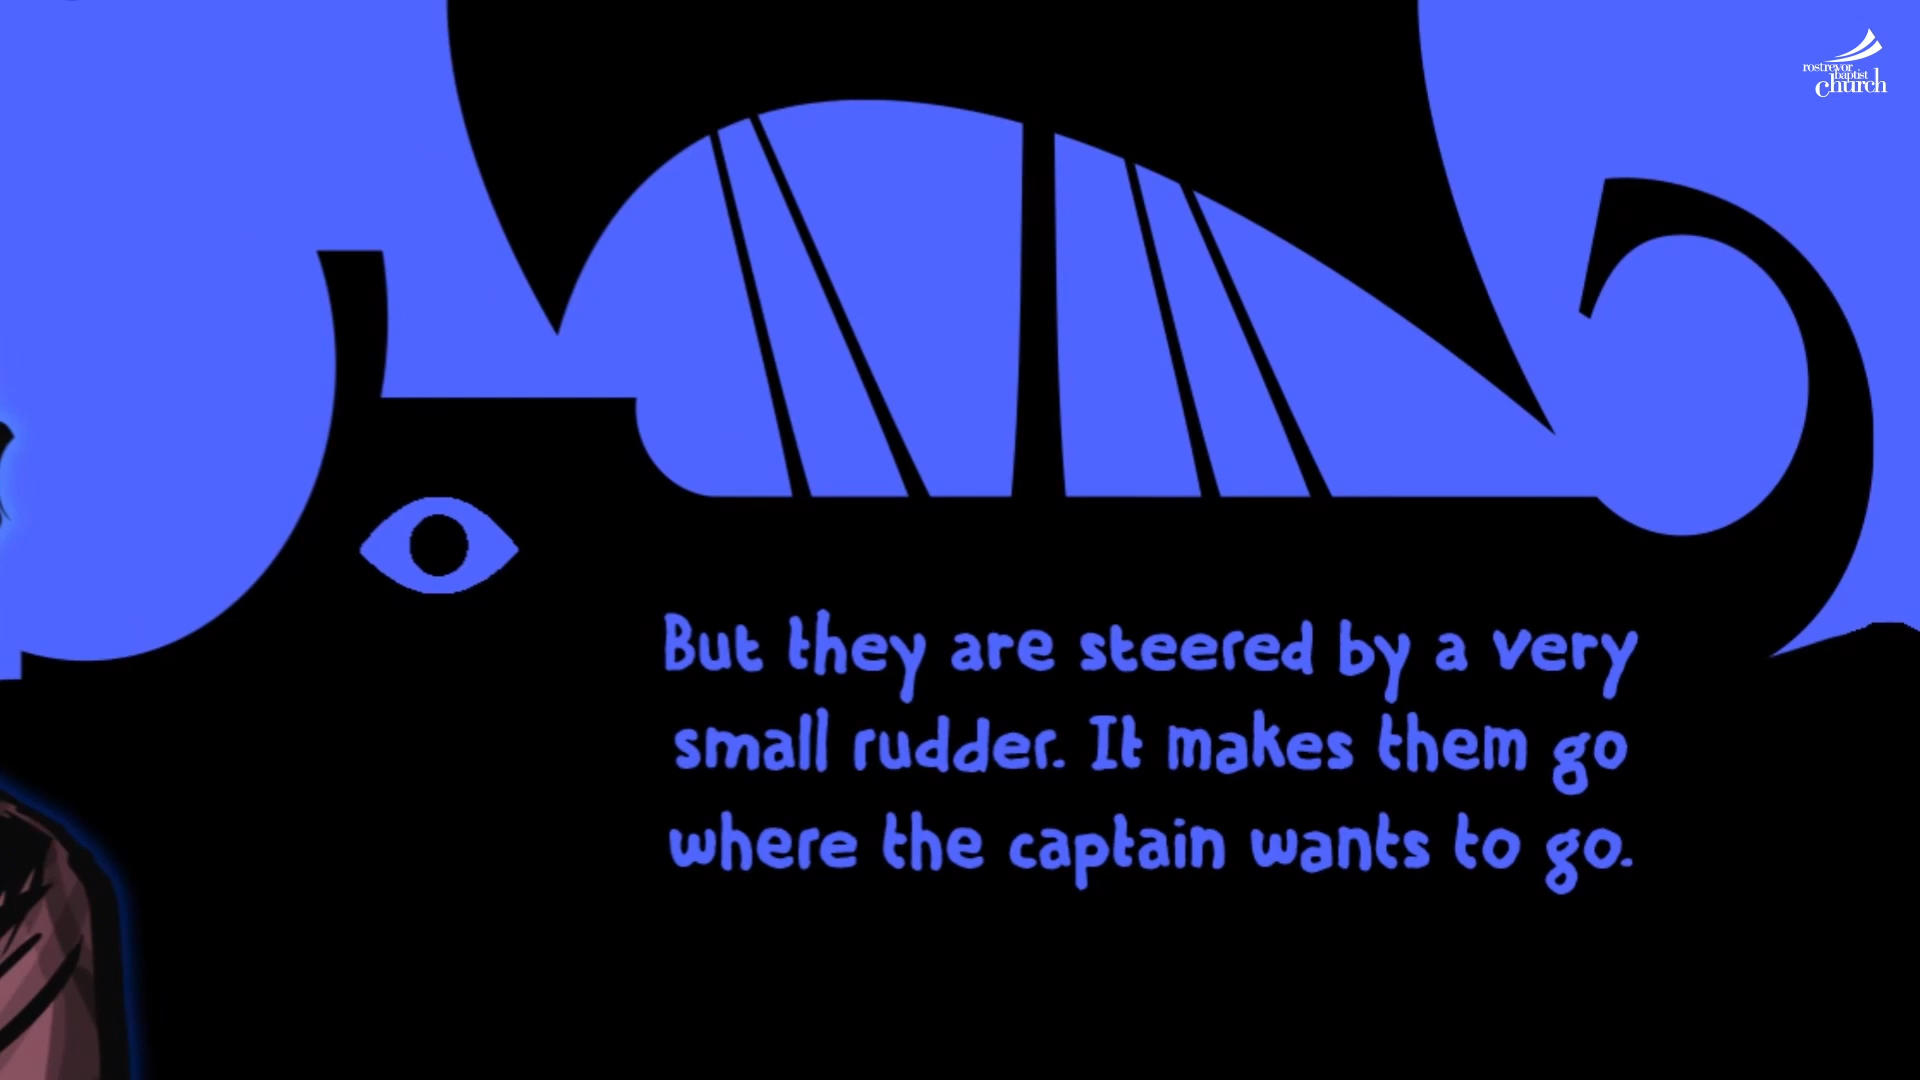 rostrevor
baptist
church
But they are steered by a very
small rudder. It makes them go
where the captain wants to go.